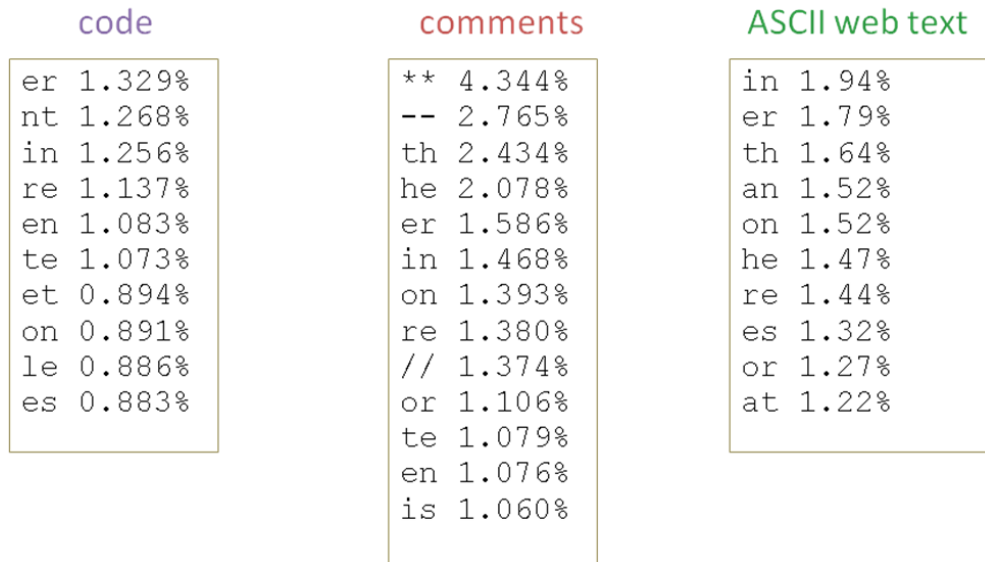 code
er 1.329%
nt 1.268%
in 1.256%
re 1.137%
en 1.083%
te 1.073%
et 0.894%
on 0.891%
le 0.886%
es 0.883%
comments
** 4.344%
-- 2.765%
th 2.434%
he 2.078%
er 1.586%
in 1.468%
on 1.393%
re 1.380%
// 1.374%
or 1.106%
te 1.079%
en 1.076%
is 1.060%
ASCII web text
in 1.94%
er 1.79%
th 1.64%
an 1.52%
on 1.52%
he 1.47%
re 1.44%
es 1.32%
or 1.27%
at 1.22%